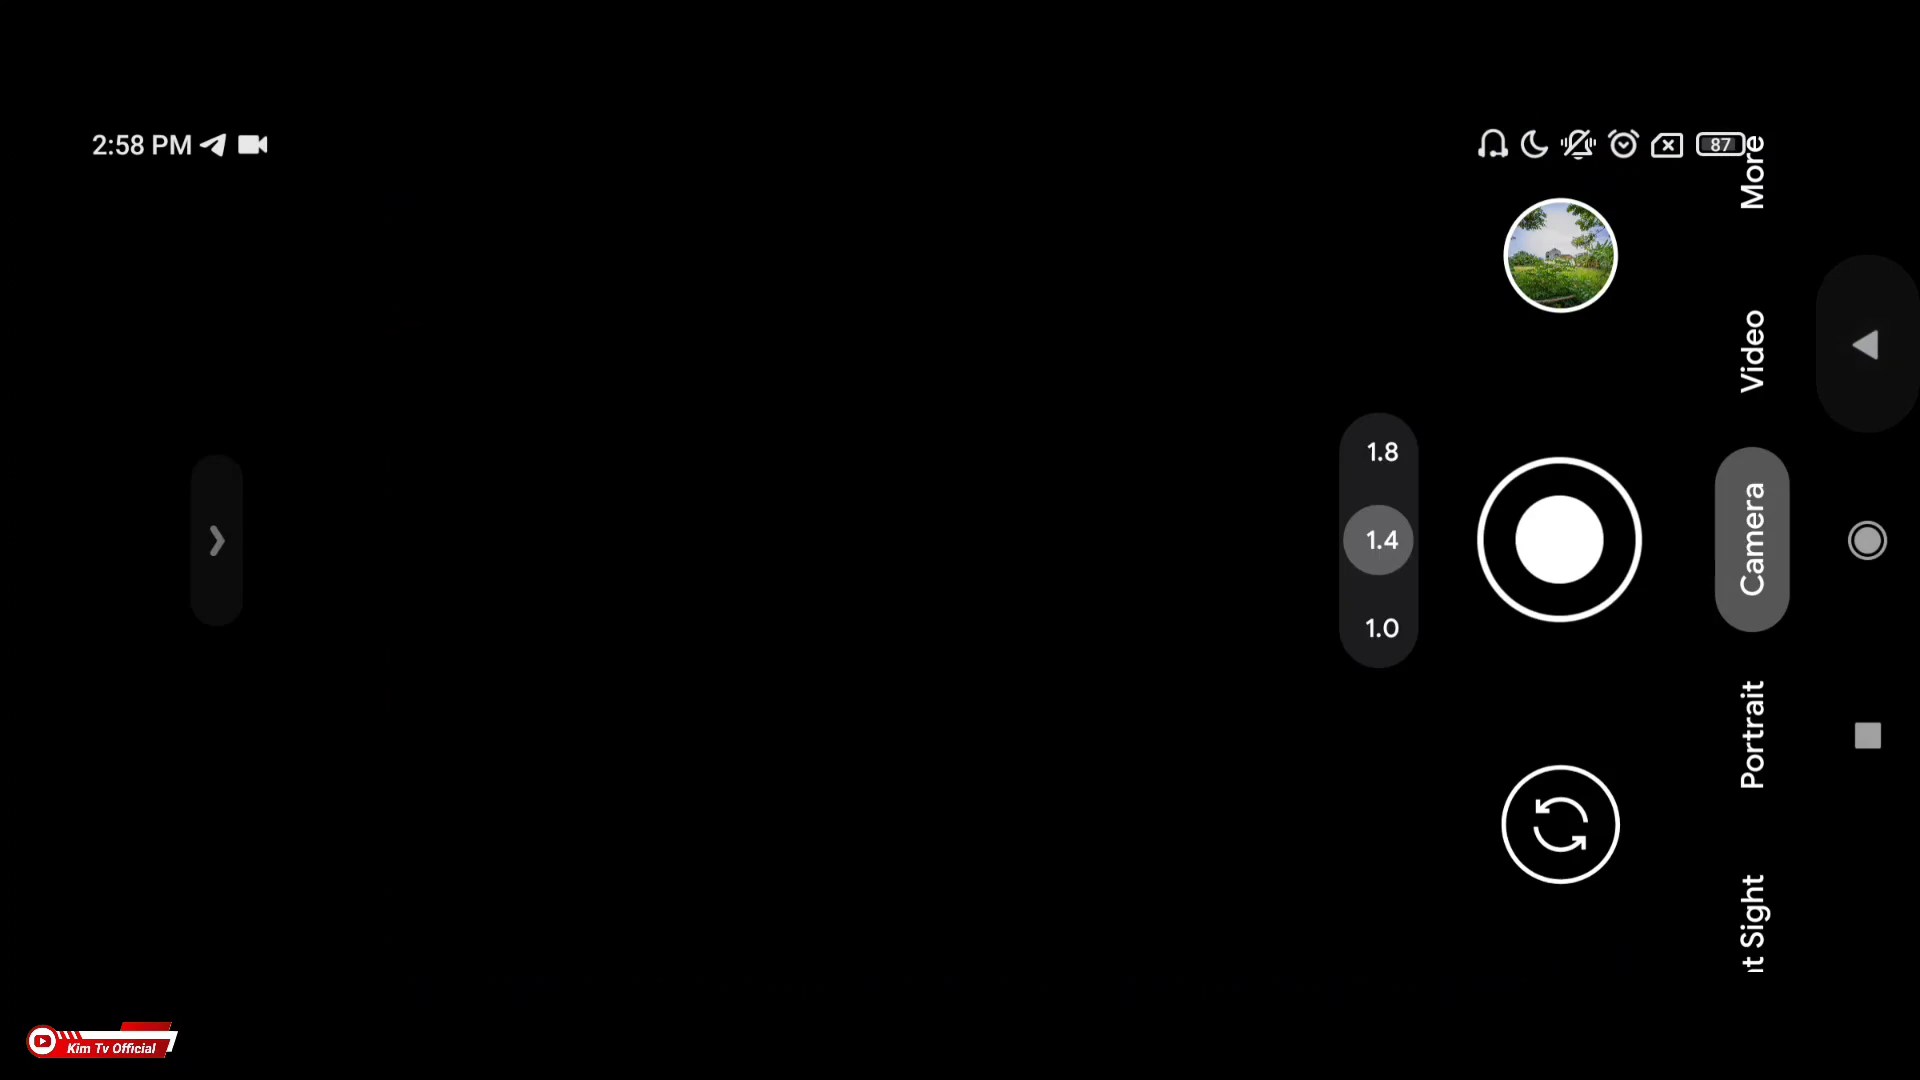 2:58 PM
87
More
Video
1.8
1.4
1.0
Camera
Portrait
t Sight
Kim Tv Official